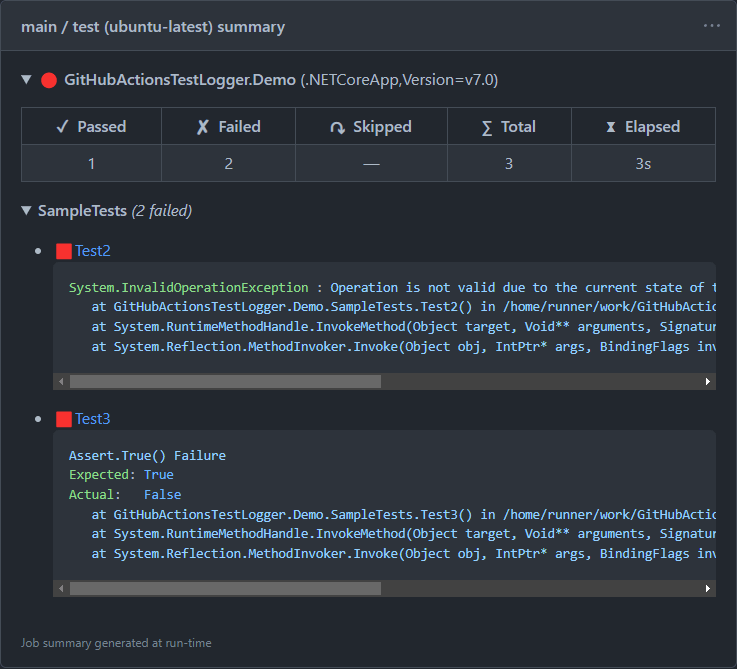 main / test (ubuntu-latest) summary
GitHubActionsTestLogger.Demo (.NETCoreApp,Version=v7.0)
Passed Failed Skipped Total Elapsed
1 2 — 3 3s
SampleTests (2 failed)
Test2
System.InvalidOperationException : Operation is not valid due to the current state of
at GitHubActionsTestLogger.Demo.SampleTests.Test2() in /home/runner/work/GitHubActio
at System.RuntimeMethodHandle.InvokeMethod(Object target, Void** arguments, Signatur
at System.Reflection.MethodInvoker.Invoke(Object obj, IntPtr* args, BindingFlags inv
Test3
Assert.True() Failure
Expected: True
Actual: False
at GitHubActionsTestLogger.Demo.SampleTests.Test3() in /home/runner/work/GitHubActio
at System.RuntimeMethodHandle.InvokeMethod(Object target, Void** arguments, Signatur
at System.Reflection.MethodInvoker.Invoke(Object obj, IntPtr* args, BindingFlags inv
Job summary generated at run-time